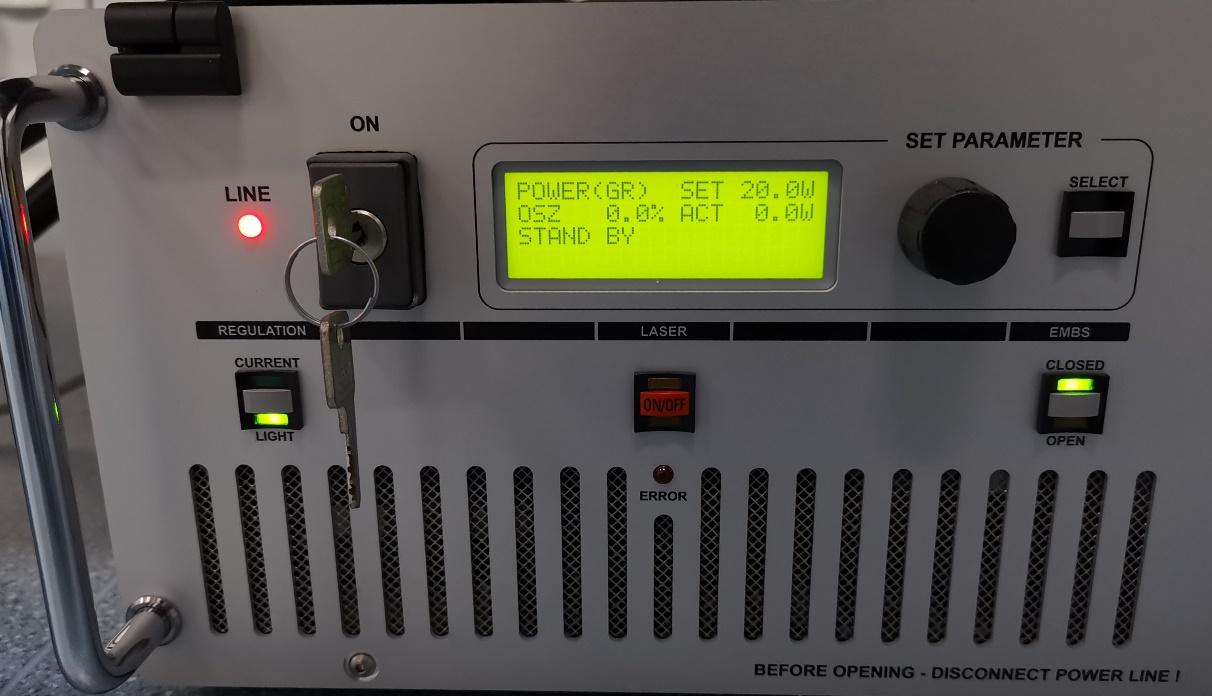 ON
SET PARAMETER
LINE
SELECT
POWER(GR) SET 20.0W
OSZ 0.0% ACT 0.0W
STAND BY
REGULATION
LASER
EMBS
CURRENT
LIGHT
ON/OFF
CLOSED
OPEN
ERROR
BEFORE OPENING - DISCONNECT POWER LINE !